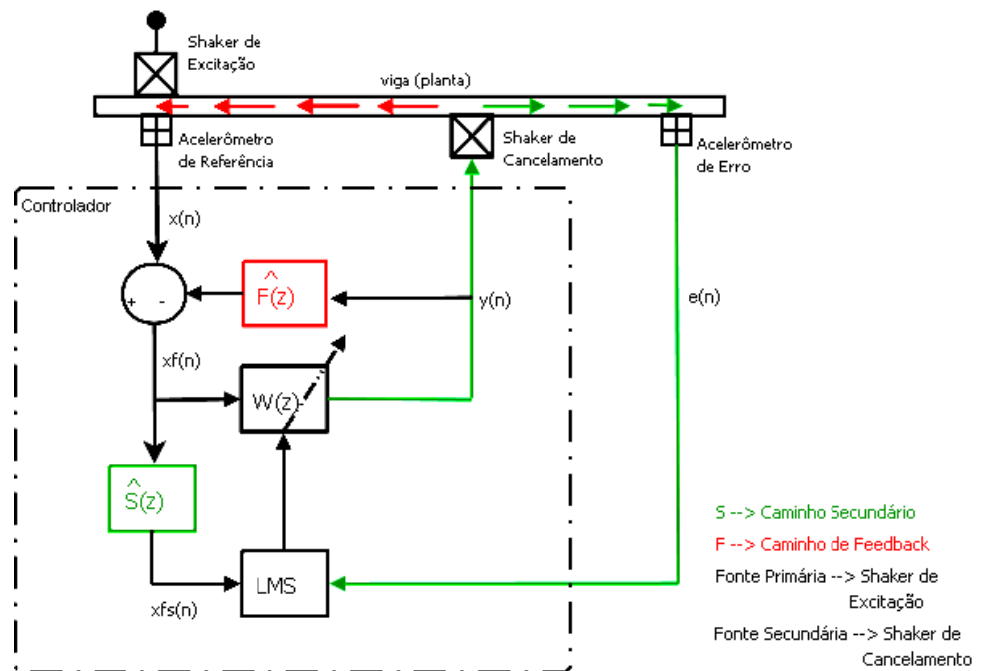 Shaker de
Excitação
viga (planta)
Acelerômetro
de Referência
Shaker de
Cancelamento
Acelerômetro
de Erro
Controlador
x(n)
+ -
^
F(z)
y(n)
e(n)
xf(n)
W(z)
^
S(z)
LMS
xfs(n)
S --> Caminho Secundário
F --> Caminho de Feedback
Fonte Primária --> Shaker de
Excitação
Fonte Secundária --> Shaker de
Cancelamento